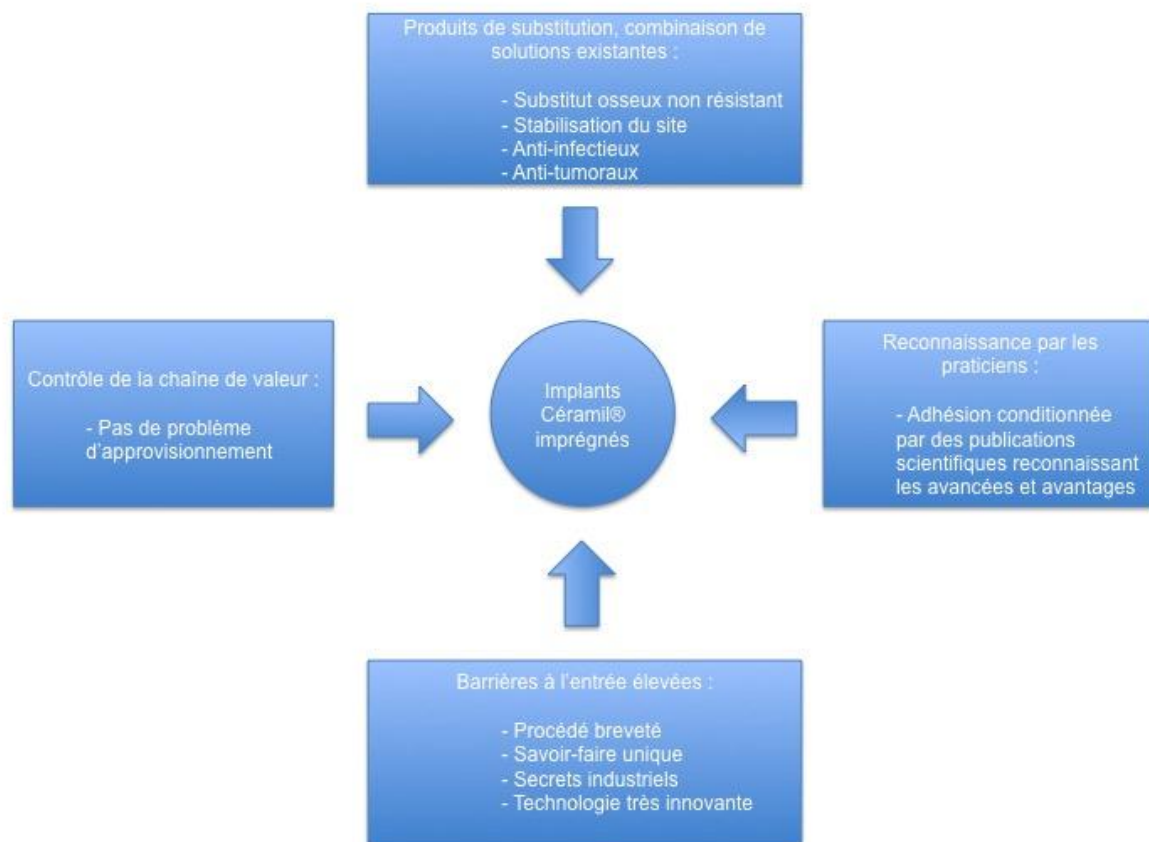 Produits de substitution, combinaison de
solutions existantes :
- Substitut osseux non résistant
- Stabilisation du site
- Anti-infectieux
- Anti-tumoraux
Contrôle de la chaîne de valeur :
- Pas de problème
d’approvisionnement
Implants
Céramil®
imprégnés
Reconnaissance par les
praticiens :
- Adhésion conditionnée
par des publications
scientifiques reconnaissant
les avancées et avantages
Barrières à l’entrée élevées :
- Procédé breveté
- Savoir-faire unique
- Secrets industriels
- Technologie très innovante